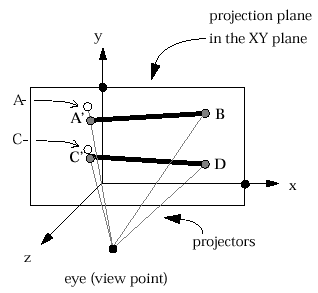 projection plane
in the XY plane
y
A-
A'
B
C-
C'
D
x
z
projectors
eye (view point)